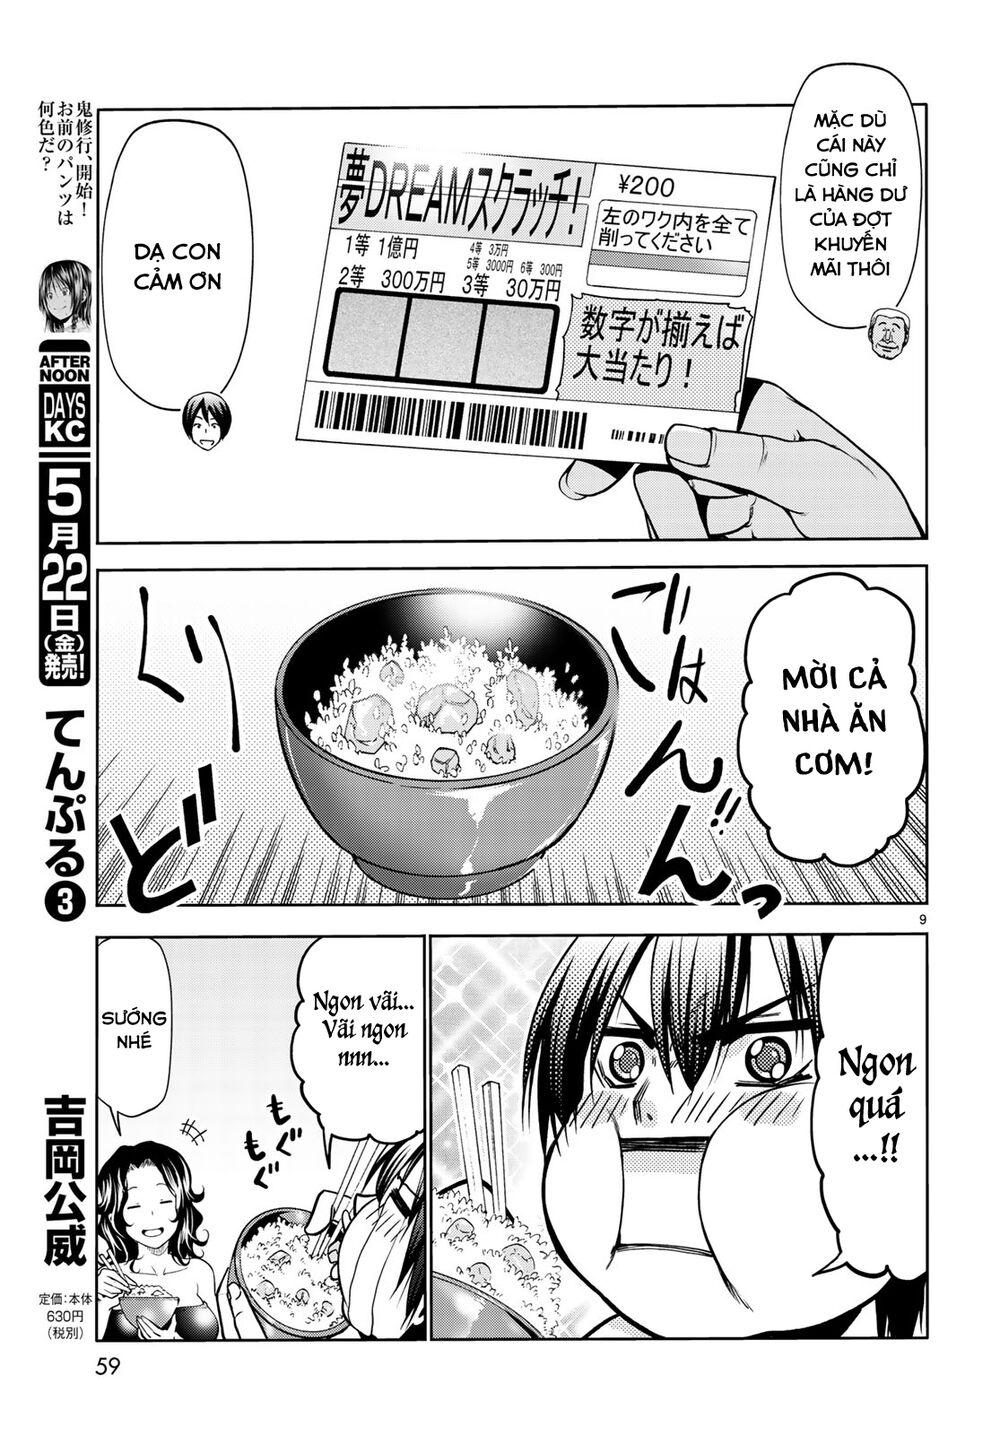 MẶC DÙ
CÁI NÀY
CŨNG CHỈ
LÀ HÀNG DƯ
CỦA ĐỢT
KHUYẾN
MÃI THÔI
夢DREAMスクラッチ!
1等 1億円
4等 3万円
5等 3000円 6等 300円
2等 300万円 3等 30万円
¥200
左のワク内を全て
削ってください
数字が揃えば
大当たり!
DẠ CON
CẢM ƠN
MỜI CẢ
NHÀ ĂN
CƠM!
ごはん
んっ
どん!!
くり
9
Ngon
quá
...!!
Ngon vãi...
Vãi ngon
nnn...
もぐ
もぐ
SƯỚNG
NHÉ
鬼修行、開始!
お前のパンツは
何色だ?
AFTER
NOON
DAYS
KC
5月22日
(金)
発売!
てんぷる3
吉岡公威
定価:本体
630円
(税別)
59